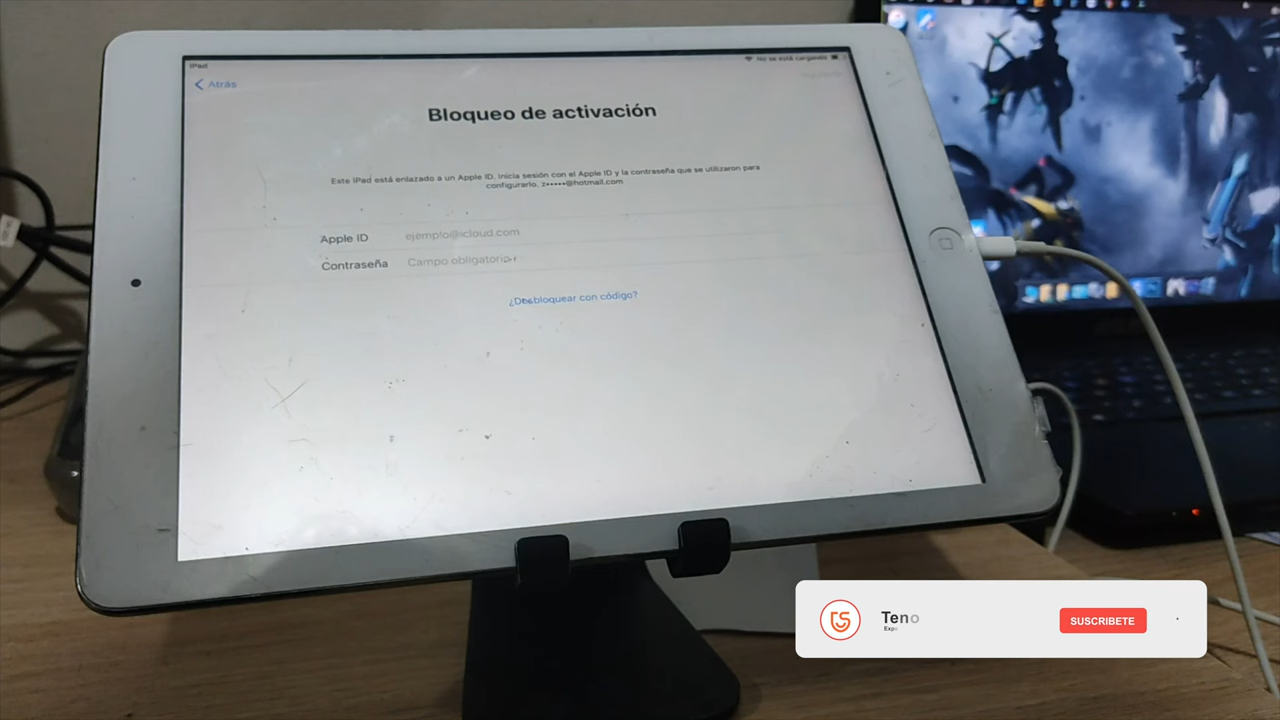 iPad
No se está cargando
Atrás
Bloqueo de activación
Este iPad está enlazado a un Apple ID. Inicia sesión con el Apple ID y la contraseña que se utilizaron para
configurarlo, z•••••@hotmail.com
Apple ID
ejemplo@icloud.com
Contraseña
Campo obligatorio
¿Desbloquear con código?
Teno
Exp
SUSCRIBETE